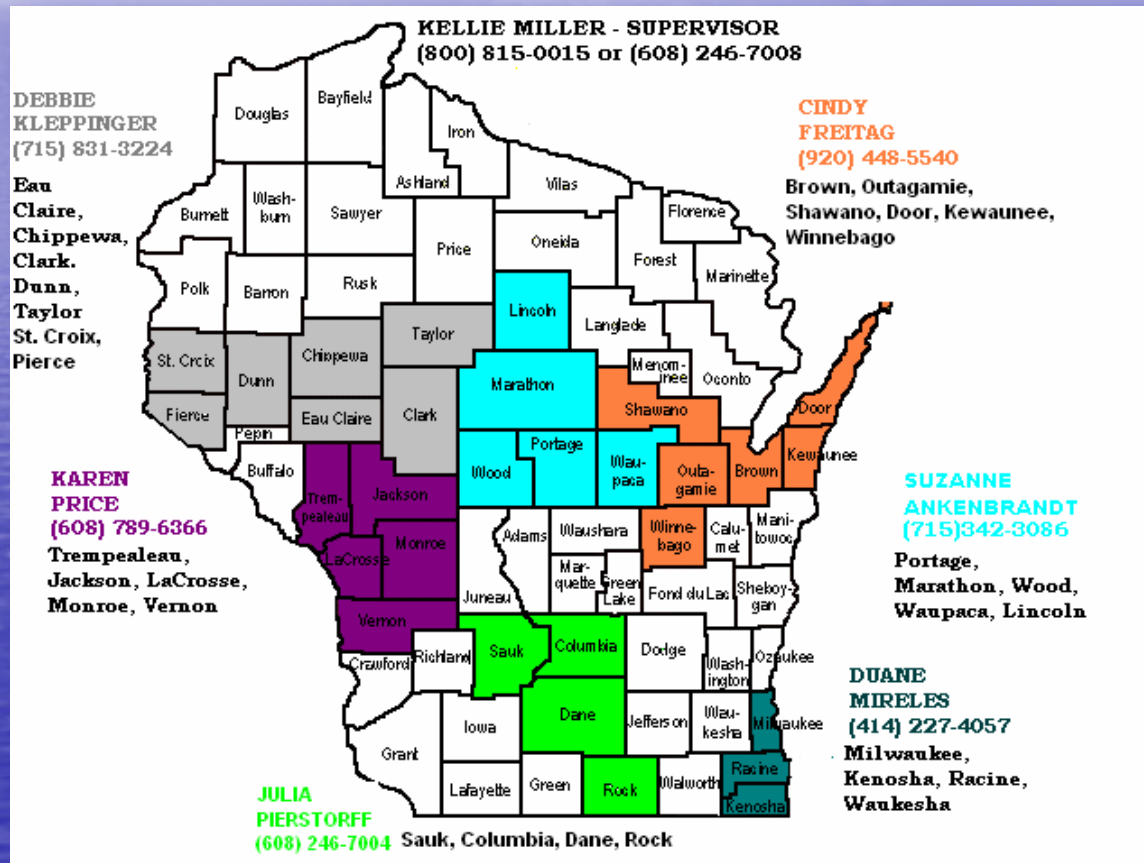 KELLIE MILLER - SUPERVISOR
(800) 815-0015 or (608) 246-7008
DEBBIE
KLEPPINGER
(715) 831-3224
Eau
Claire,
Chippewa,
Clark.
Dunn,
Taylor
St. Croix,
Pierce
CINDY
FREITAG
(920) 448-5540
Brown, Outagamie,
Shawano, Door, Kewaunee,
Winnebago
Douglas
Bayfield
Iron
Ashland
Vilas
Burnett
Wash-
burn
Sawyer
Price
Oneida
Florence
Forest
Marinette
Polk
Barron
Rusk
Lincoln
Langlade
Taylor
Chippewa
St. Croix
Dunn
Marathon
Menom-
inee
Oconto
Shawano
Door
Pierce
Eau Claire
Clark
Pepin
Buffalo
Wood
Portage
Wau-
paca
Outa-
gamie
Brown
Kewaunee
Trem-
pealeau
Jackson
Monroe
LaCrosse
Adams
Waushara
Winne-
bago
Calu-
met
Mani-
towoc
Juneau
Mar-
quette
Green
Lake
Fond du Lac
Sheboy-
gan
Vernon
Crawford
Richland
Sauk
Columbia
Dodge
Wash-
ington
Ozaukee
Grant
Iowa
Dane
Jefferson
Wau-
kesha
Milwaukee
Lafayette
Green
Rock
Walworth
Racine
Kenosha
KAREN
PRICE
(608) 789-6366
Trempealeau,
Jackson, LaCrosse,
Monroe, Vernon
SUZANNE
ANKENBRANDT
(715)342-3086
Portage,
Marathon, Wood,
Waupaca, Lincoln
DUANE
MIRELES
(414) 227-4057
Milwaukee,
Kenosha, Racine,
Waukesha
JULIA
PIERSTORFF
(608) 246-7004
Sauk, Columbia, Dane, Rock